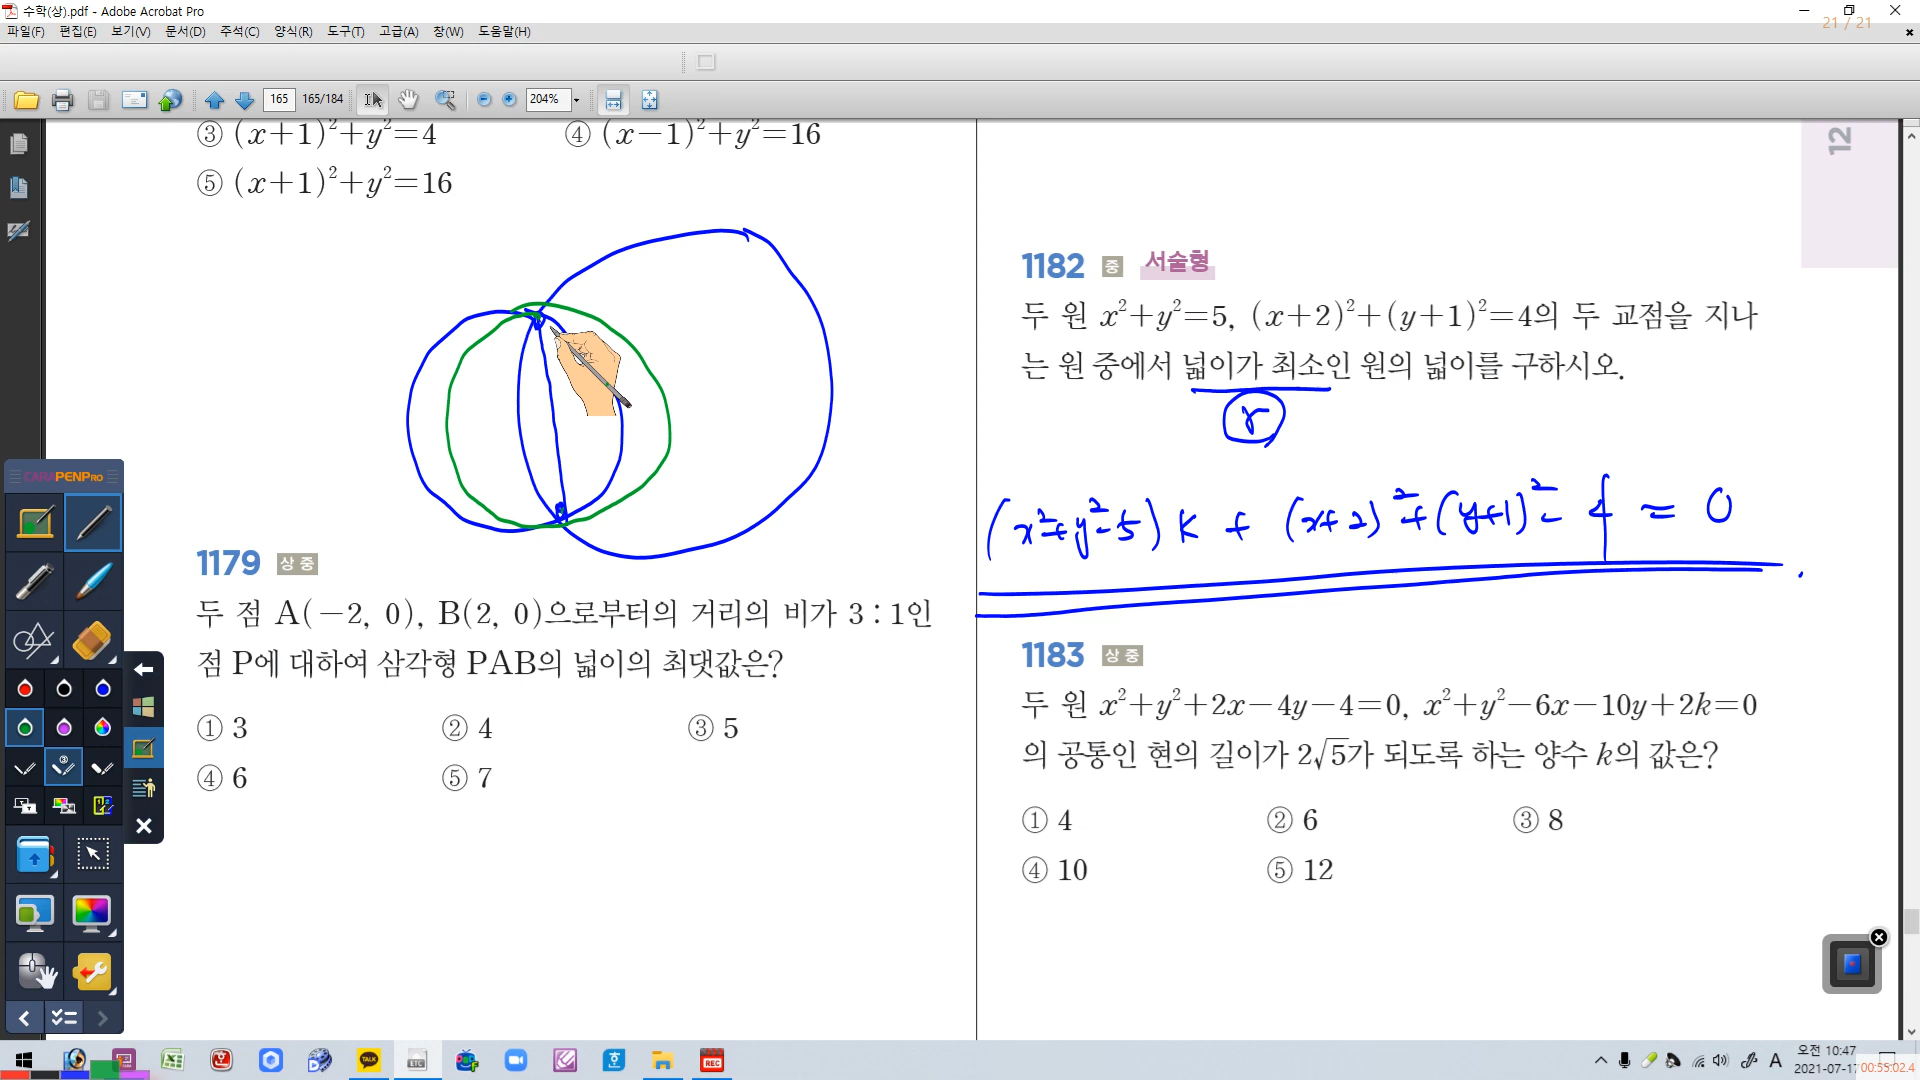 수학(상).pdf - Adobe Acrobat Pro
21 / 21
파일(F) 편집(E) 보기(V) 문서(D) 주석(C) 양식(R) 도구(T) 고급(A) 창(W) 도움말(H)
165 165/184 204%
③ (x+1)²+y²=4 ④ (x−1)²+y²=16
⑤ (x+1)²+y²=16
12
1179 상 중
두 점 A(−2, 0), B(2, 0)으로부터의 거리의 비가 3 : 1인
점 P에 대하여 삼각형 PAB의 넓이의 최댓값은?
① 3 ② 4 ③ 5
④ 6 ⑤ 7
1182 중 서술형
두 원 x²+y²=5, (x+2)²+(y+1)²=4의 두 교점을 지나
는 원 중에서 넓이가 최소인 원의 넓이를 구하시오.
r
(x²+y²-5)k + (x+2)²+(y+1)²-4 = 0
1183 상 중
두 원 x²+y²+2x−4y−4=0, x²+y²−6x−10y+2k=0
의 공통인 현의 길이가 2√5가 되도록 하는 양수 k의 값은?
① 4 ② 6 ③ 8
④ 10 ⑤ 12
CARAPENPRO
TALK
ETC
REC
A
오전 10:47
2021-07-17
00:55:02.4